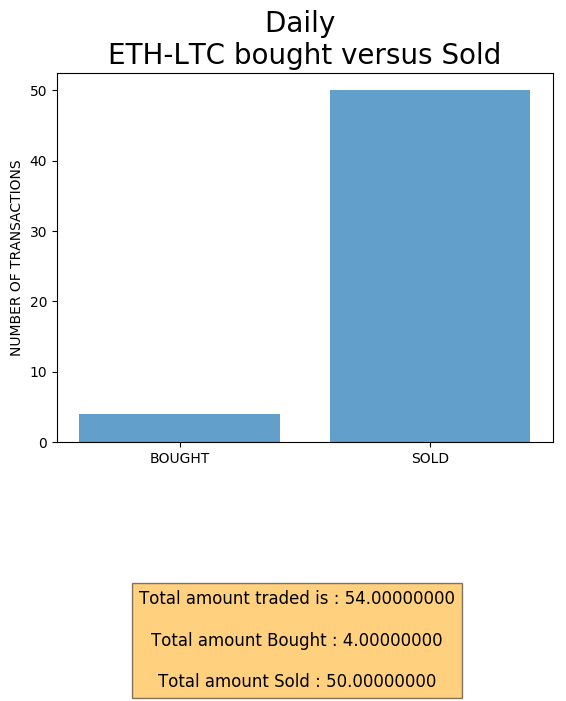 Daily
ETH-LTC bought versus Sold
NUMBER OF TRANSACTIONS
50
40
30
20
10
0
BOUGHT SOLD
Total amount traded is : 54.00000000
Total amount Bought : 4.00000000
Total amount Sold : 50.00000000